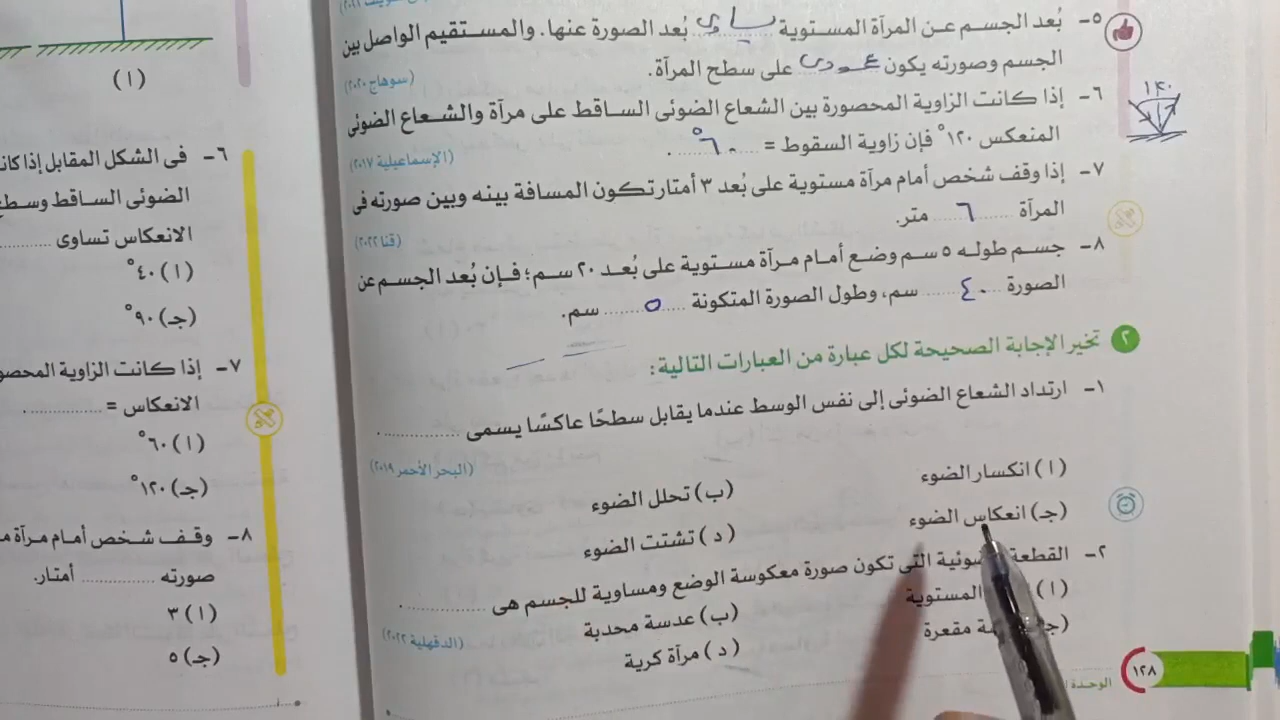 ٥- بُعد الجسم عن المرآة المستوية يساوى بُعد الصورة عنها. والمستقيم الواصل بين
الجسم وصورته يكون عمودى على سطح المرآة.
(سوهاج ٢٠٢٠)
٦- إذا كانت الزاوية المحصورة بين الشعاع الضوئى الساقط على مرآة والشعاع الضوئى
المنعكس ١٢٠° فإن زاوية السقوط = ٦٠° .
(الإسماعيلية ٢٠١٧)
١٢٠
٧- إذا وقف شخص أمام مرآة مستوية على بُعد ٣ أمتار تكون المسافة بينه وبين صورته فى
المرآة ٦ متر.
(قنا ٢٠٢٢)
٨- جسم طوله ٥ سم وضع أمام مرآة مستوية على بُعد ٢٠ سم؛ فإن بُعد الجسم عن
الصورة ٤٠ سم، وطول الصورة المتكونة ٥ سم.
٢ تخير الإجابة الصحيحة لكل عبارة من العبارات التالية:
١- ارتداد الشعاع الضوئى إلى نفس الوسط عندما يقابل سطحًا عاكسًا يسمى ............ .
(البحر الأحمر ٢٠١٩)
(ا) انكسار الضوء
(ب) تحلل الضوء
(جـ) انعكاس الضوء
(د) تشتت الضوء
٢- القطعة الضوئية التى تكون صورة معكوسة الوضع ومساوية للجسم هى ............ .
(الدقهلية ٢٠٢٢)
(ا) المستوية
(ب) عدسة محدبة
(جـ) مقعرة
(د) مرآة كرية
١٢٨
الوحدة
(ا)
٦- فى الشكل المقابل إذا كانت
الضوئى الساقط وسطح
الانعكاس تساوى ............
(ا) ٤٠°
(جـ) ٩٠°
٧- إذا كانت الزاوية المحصو
الانعكاس = ............
(ا) ٦٠°
(جـ) ١٢٠°
٨- وقف شخص أمام مرآة مـ
صورته ............ أمتار.
(ا) ٣
(جـ) ٥